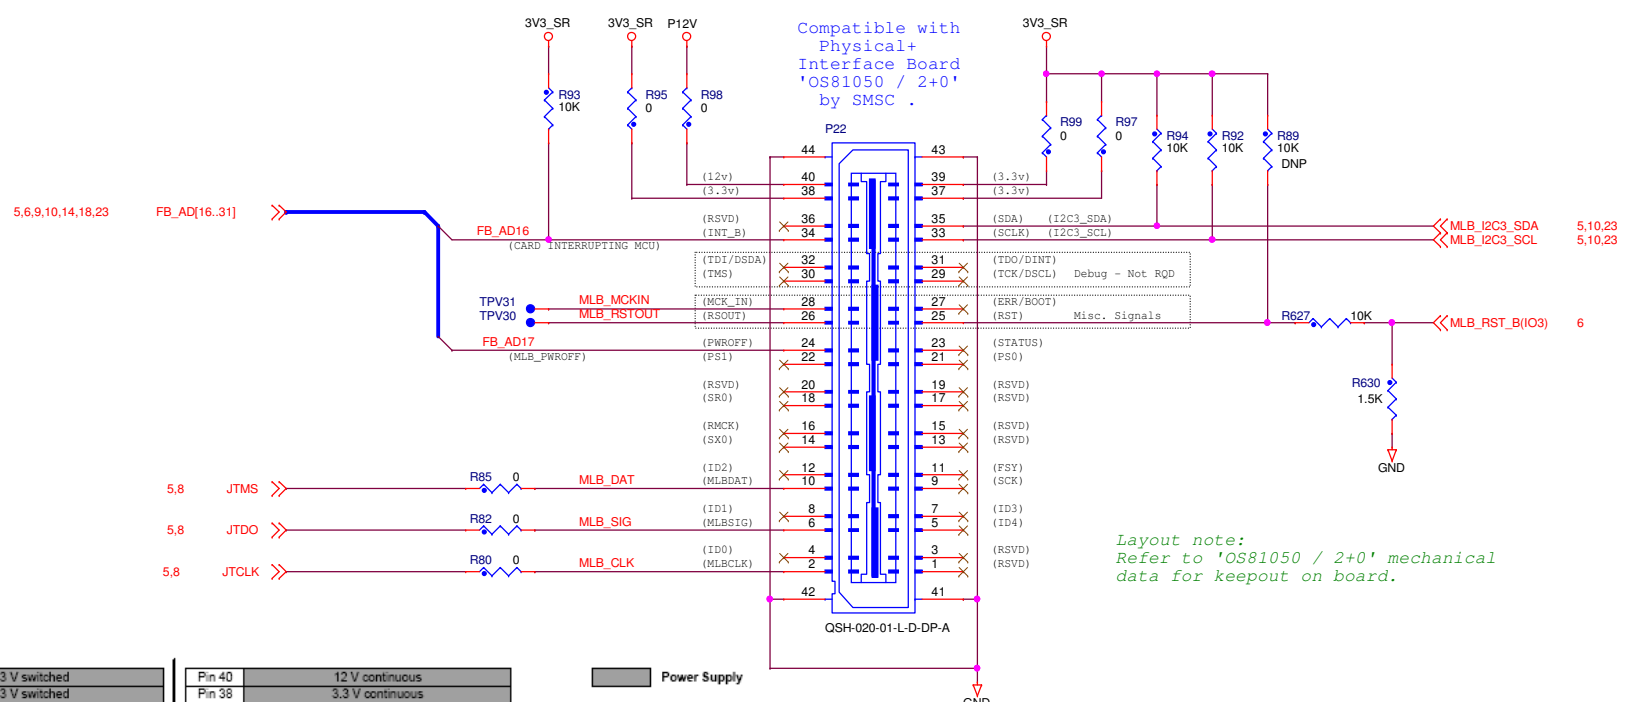 3V3_SR
3V3_SR
P12V
3V3_SR
Compatible with
Physical+
Interface Board
'OS81050 / 2+0'
by SMSC .
R93
10K
R95
0
R98
0
R99
0
R97
0
R94
10K
R92
10K
R89
10K
DNP
P22
44
43
(12v)
40
39
(3.3v)
(3.3v)
38
37
(3.3v)
5,6,9,10,14,18,23
FB_AD[16..31]
(RSVD)
36
35
(SDA)
(I2C3_SDA)
MLB_I2C3_SDA
5,10,23
FB_AD16
(INT_B)
34
33
(SCLK)
(I2C3_SCL)
MLB_I2C3_SCL
5,10,23
(CARD INTERRUPTING MCU)
(TDI/DSDA)
32
31
(TDO/DINT)
(TMS)
30
29
(TCK/DSCL)
Debug - Not RQD
TPV31
MLB_MCKIN
(MCK_IN)
28
27
(ERR/BOOT)
TPV30
MLB_RSTOUT
(RSOUT)
26
25
(RST)
Misc. Signals
R627
10K
MLB_RST_B(IO3)
6
FB_AD17
(PWROFF)
24
23
(STATUS)
(MLB_PWROFF)
(PS1)
22
21
(PS0)
(RSVD)
20
19
(RSVD)
(SR0)
18
17
(RSVD)
R630
1.5K
GND
(RMCK)
16
15
(RSVD)
(SX0)
14
13
(RSVD)
(ID2)
12
11
(FSY)
5,8
JTMS
R85
0
MLB_DAT
(MLBDAT)
10
9
(SCK)
(ID1)
8
7
(ID3)
5,8
JTDO
R82
0
MLB_SIG
(MLBSIG)
6
5
(ID4)
(ID0)
4
3
(RSVD)
5,8
JTCLK
R80
0
MLB_CLK
(MLBCLK)
2
1
(RSVD)
42
41
Layout note:
Refer to 'OS81050 / 2+0' mechanical
data for keepout on board.
QSH-020-01-L-D-DP-A
3 V switched
Pin 40
12 V continuous
3 V switched
Pin 38
3.3 V continuous
Power Supply
GND